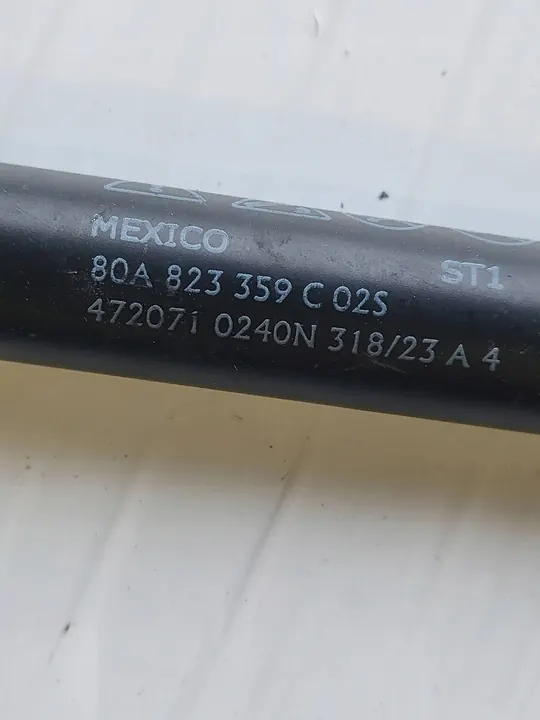 MEXICO
80A 823 359 C 02S ST1
472071 0240N 318/23 A 4